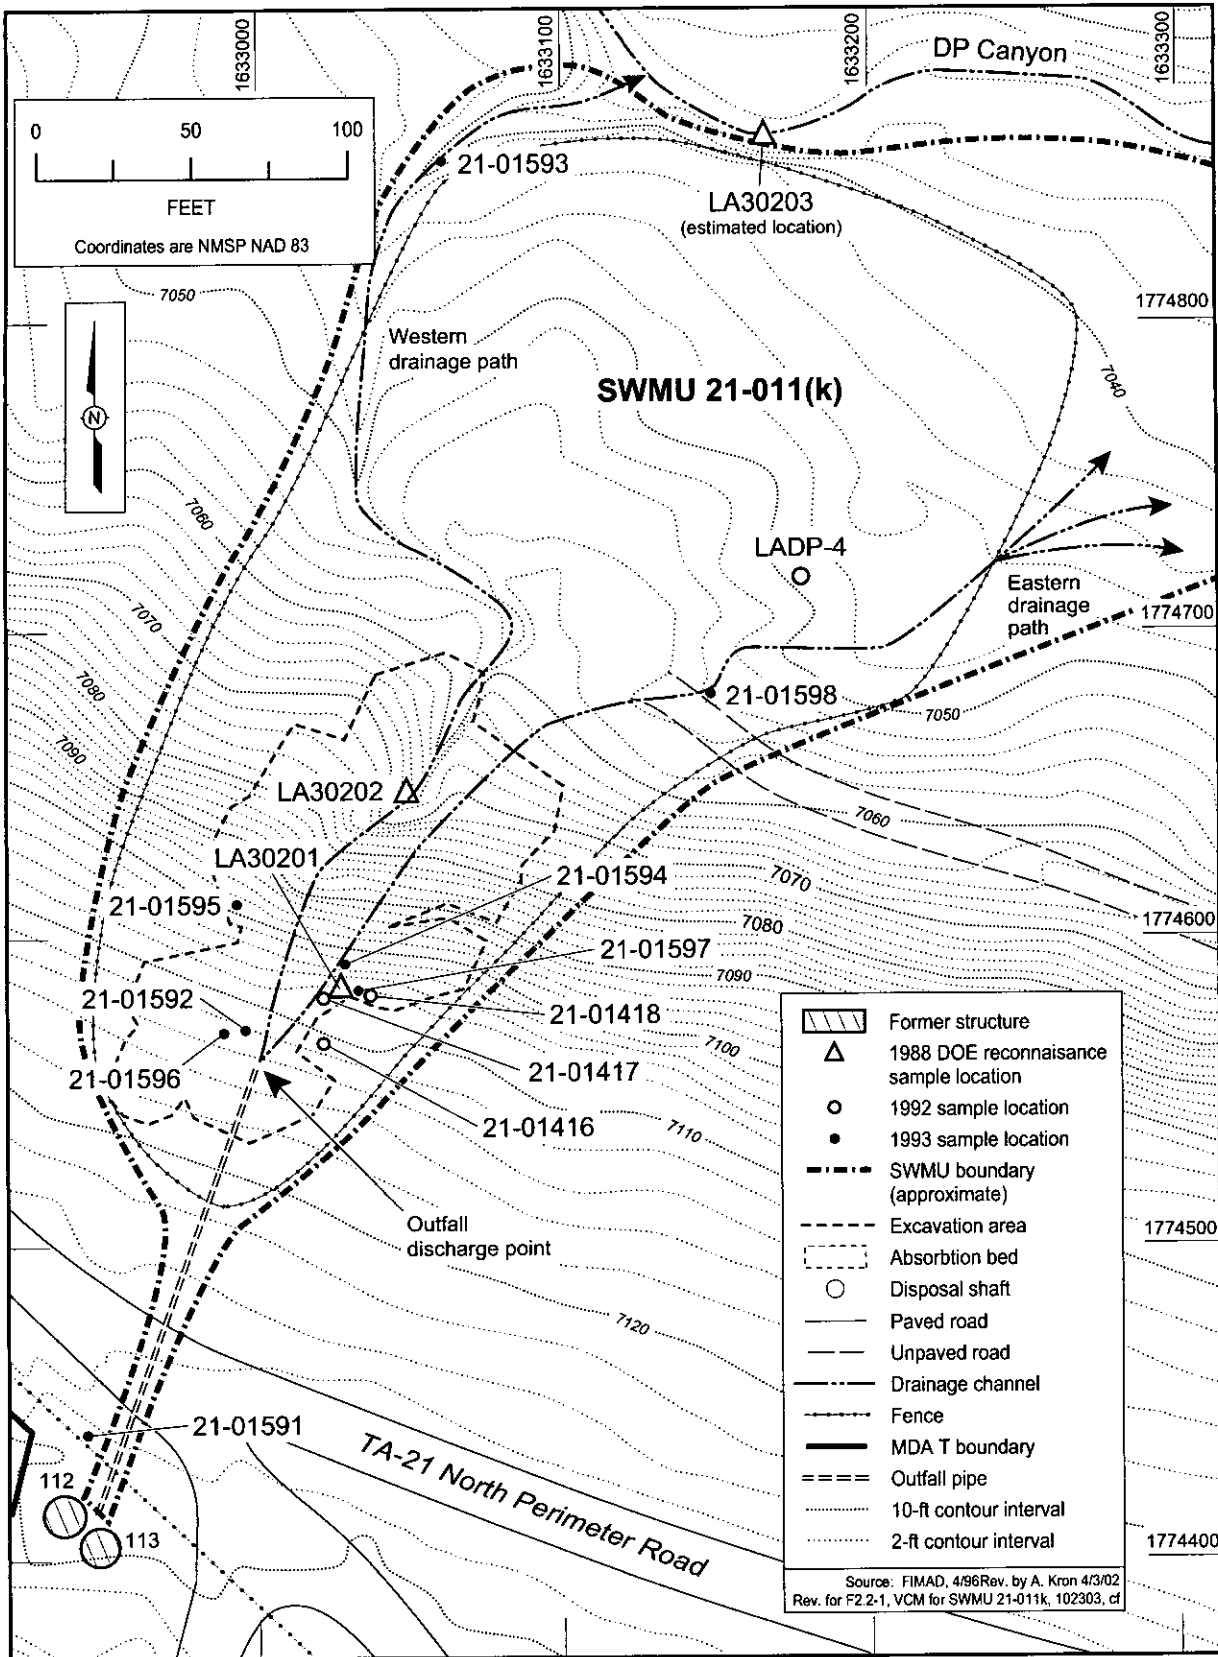 1633000
1633100
1633200
1633300
DP Canyon
0 50 100
FEET
Coordinates are NMSP NAD 83
21-01593
LA30203
(estimated location)
7050
1774800
Western
drainage path
N
SWMU 21-011(k)
7040
7060
LADP-4
Eastern
drainage
path
1774700
7070
7080
21-01598
7050
7090
LA30202
7060
LA30201
21-01594
7070
21-01595
1774600
7080
21-01597
7090
21-01592
21-01418
7100
21-01417
21-01596
21-01416
7110
Outfall
discharge point
1774500
7120
21-01591
TA-21 North Perimeter Road
112
113
1774400
Former structure
1988 DOE reconnaisance
sample location
1992 sample location
1993 sample location
SWMU boundary
(approximate)
Excavation area
Absorbtion bed
Disposal shaft
Paved road
Unpaved road
Drainage channel
Fence
MDA T boundary
Outfall pipe
10-ft contour interval
2-ft contour interval
Source: FIMAD, 4/96Rev. by A. Kron 4/3/02
Rev. for F2.2-1, VCM for SWMU 21-011k, 102303, cf